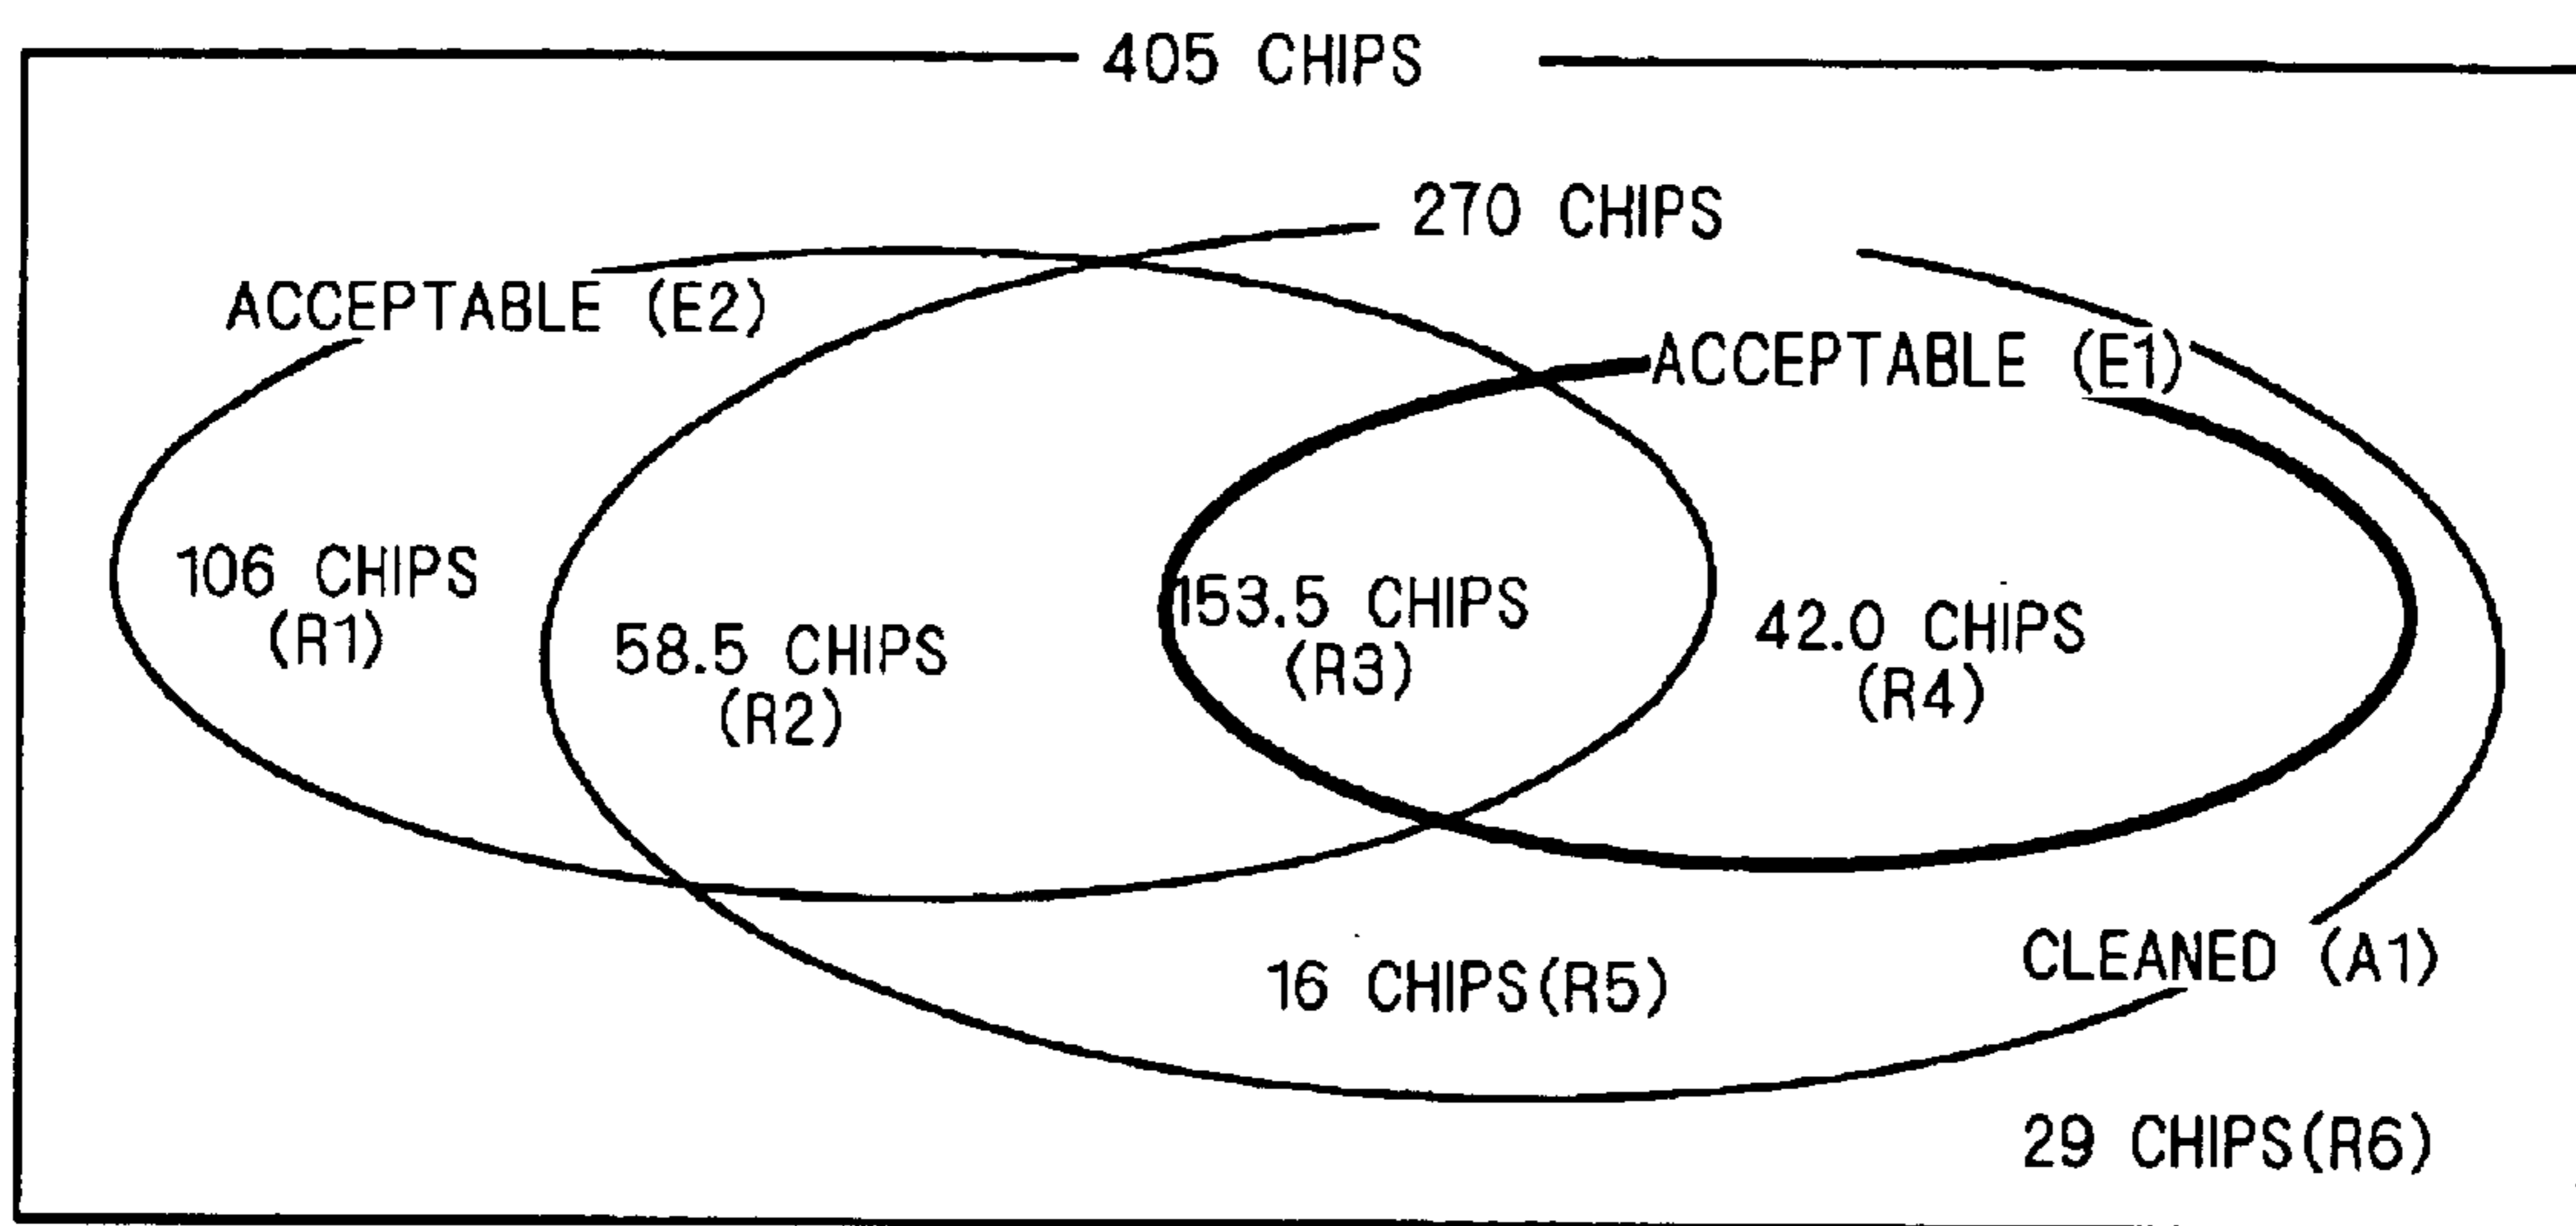 405 CHIPS
270 CHIPS
ACCEPTABLE (E2)
ACCEPTABLE (E1)
106 CHIPS
(R1)
58.5 CHIPS
(R2)
153.5 CHIPS
(R3)
42.0 CHIPS
(R4)
CLEANED (A1)
16 CHIPS(R5)
29 CHIPS(R6)